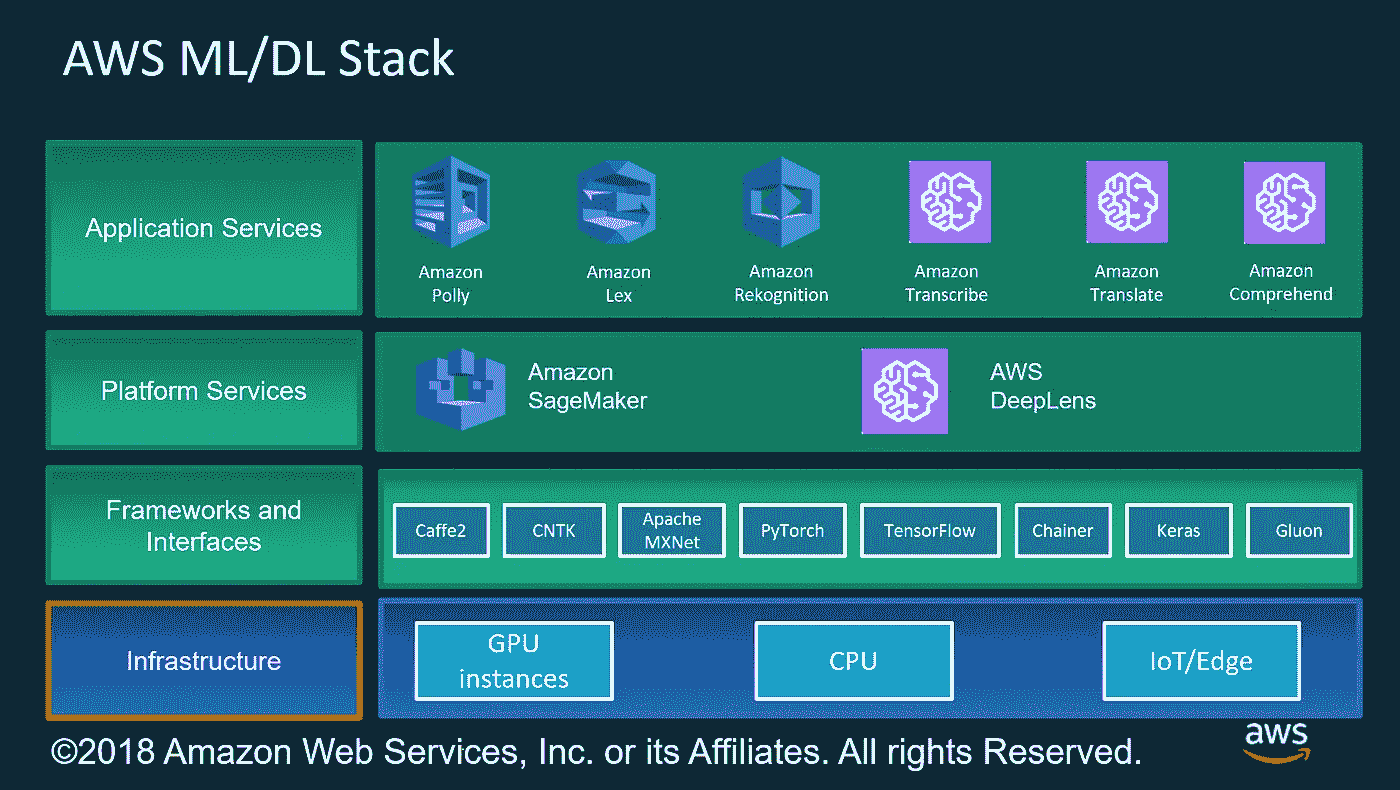 AWS ML/DL Stack
Application Services
Amazon
Polly
Amazon
Lex
Amazon
Rekognition
Amazon
Transcribe
Amazon
Translate
Amazon
Comprehend
Platform Services
Amazon
SageMaker
AWS
DeepLens
Frameworks and
Interfaces
Caffe2
CNTK
Apache
MXNet
PyTorch
TensorFlow
Chainer
Keras
Gluon
Infrastructure
GPU
instances
CPU
IoT/Edge
©2018 Amazon Web Services, Inc. or its Affiliates. All rights Reserved.
aws